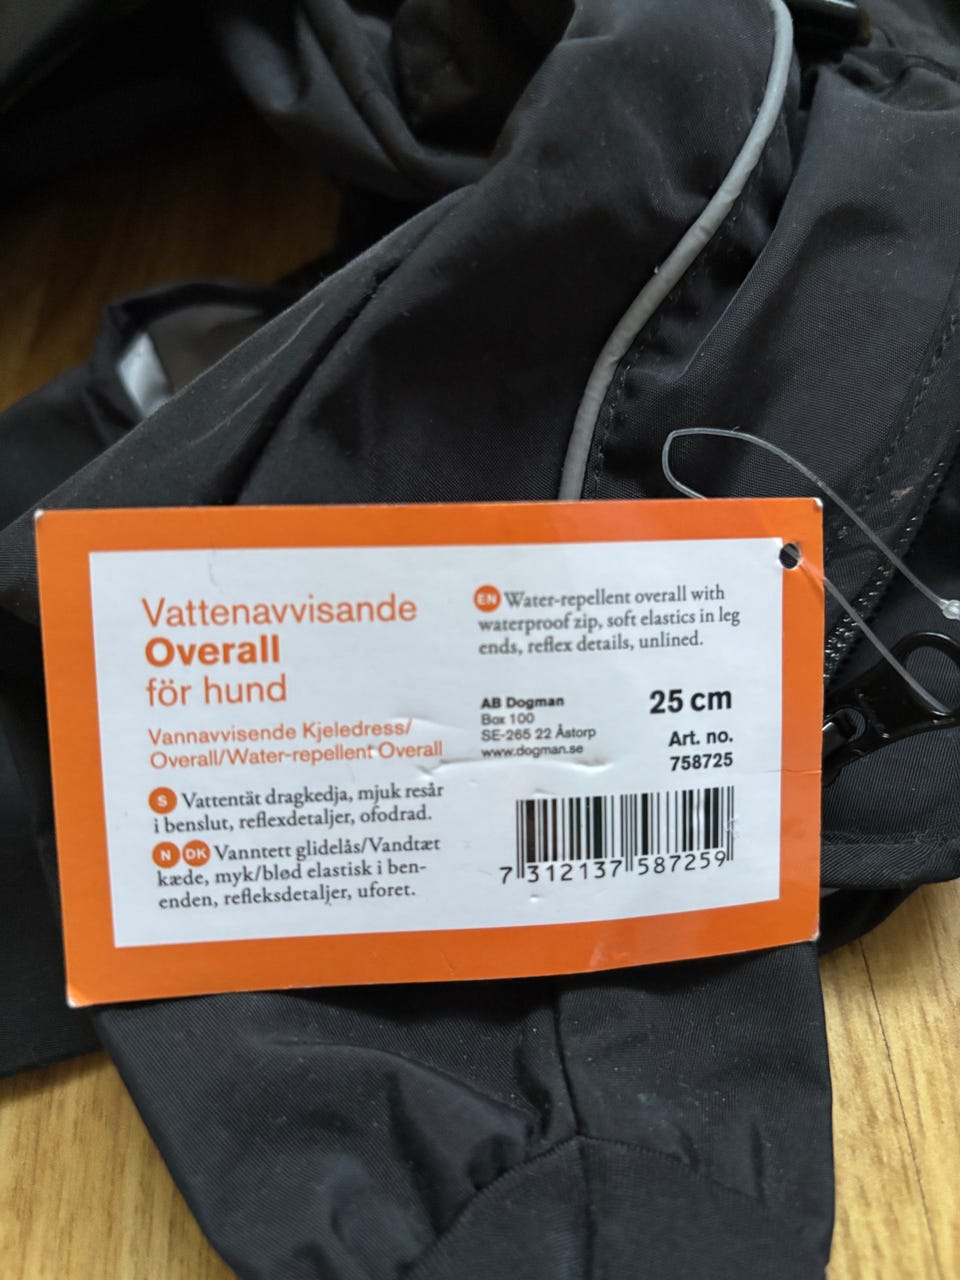 Vattenavvisande
Overall
för hund
Vannavvisende Kjeledress/
Overall/Water-repellent Overall
S Vattentät dragkedja, mjuk resår
i benslut, reflexdetaljer, ofodrad.
N DK Vanntett glidelås/Vandtæt
kæde, myk/blød elastisk i ben-
enden, refleksdetaljer, uforet.
EN Water-repellent overall with
waterproof zip, soft elastics in leg
ends, reflex details, unlined.
AB Dogman
Box 100
SE-265 22 Åstorp
www.dogman.se
25 cm
Art. no.
758725
7 312137 587259